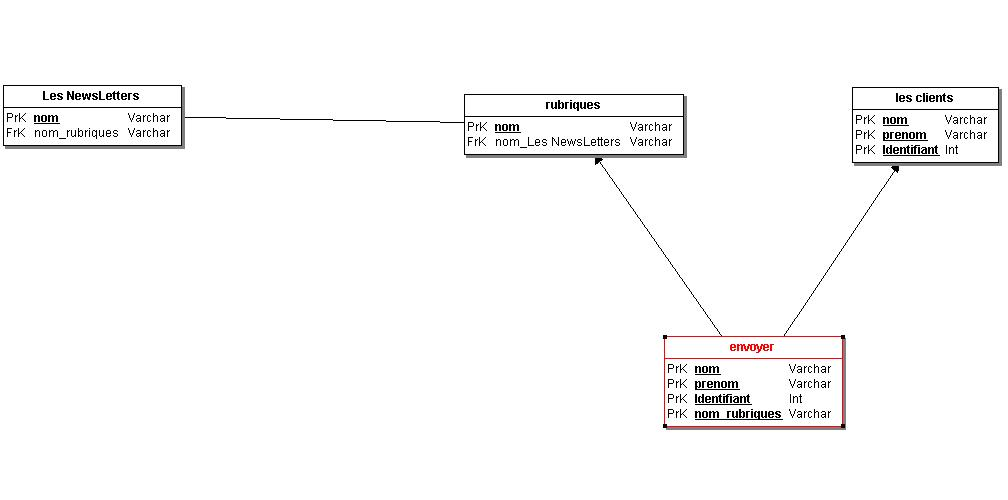 Les NewsLetters
PrK nom Varchar
FrK nom_rubriques Varchar
rubriques
PrK nom Varchar
FrK nom_Les NewsLetters Varchar
les clients
PrK nom Varchar
PrK prenom Varchar
PrK Identifiant Int
envoyer
PrK nom Varchar
PrK prenom Varchar
PrK Identifiant Int
PrK nom_rubriques Varchar